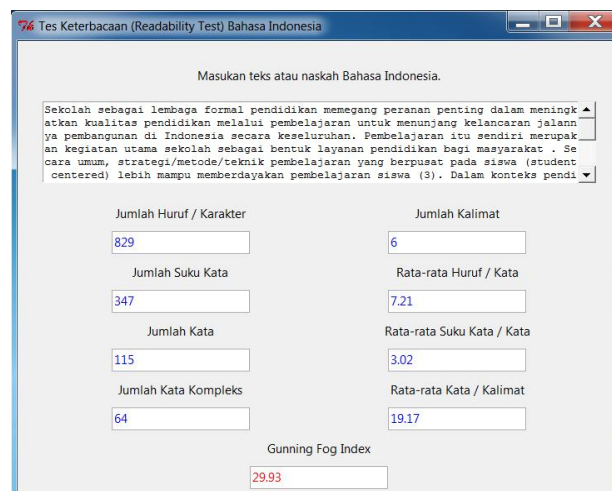 Tes Keterbacaan (Readability Test) Bahasa Indonesia
Masukan teks atau naskah Bahasa Indonesia.
Sekolah sebagai lembaga formal pendidikan memegang peranan penting dalam meningk
atkan kualitas pendidikan melalui pembelajaran untuk menunjang kelancaran jalann
ya pembangunan di Indonesia secara keseluruhan. Pembelajaran itu sendiri merupak
an kegiatan utama sekolah sebagai bentuk layanan pendidikan bagi masyarakat . Se
cara umum, strategi/metode/teknik pembelajaran yang berpusat pada siswa (student
centered) lebih mampu memberdayakan pembelajaran siswa (3). Dalam konteks pendi
Jumlah Huruf / Karakter
829
Jumlah Kalimat
6
Jumlah Suku Kata
347
Rata-rata Huruf / Kata
7.21
Jumlah Kata
115
Rata-rata Suku Kata / Kata
3.02
Jumlah Kata Kompleks
64
Rata-rata Kata / Kalimat
19.17
Gunning Fog Index
29.93